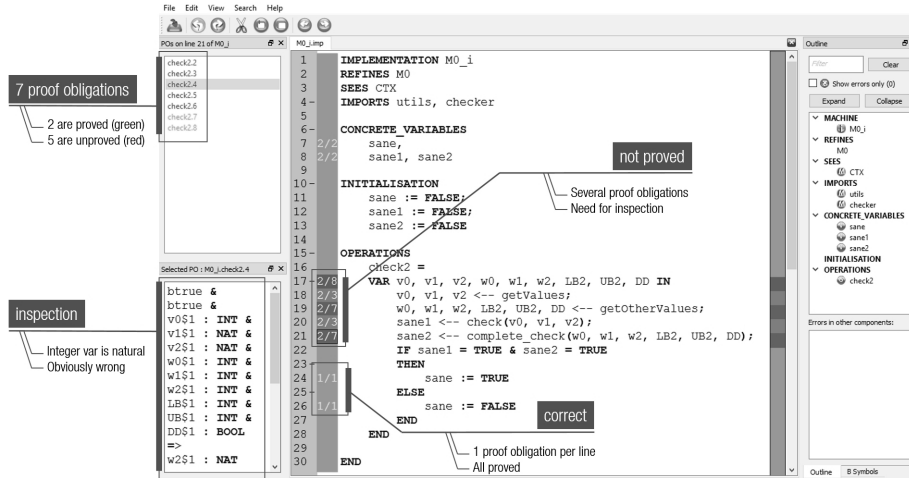 File Edit View Search Help
POs on line 21 of M0_i
check2.2
check2.3
check2.4
check2.5
check2.6
check2.7
check2.8
7 proof obligations
2 are proved (green)
5 are unproved (red)
Selected PO : M0_i.check2.4
btrue &
btrue &
v0$1 : INT &
v1$1 : NAT &
v2$1 : NAT &
w0$1 : INT &
w1$1 : INT &
w2$1 : INT &
LB$1 : INT &
UB$1 : INT &
DD$1 : BOOL
=>
w2$1 : NAT
inspection
Integer var is natural
Obviously wrong
M0_i.imp
1 IMPLEMENTATION M0_i
2 REFINES M0
3 SEES CTX
4 - IMPORTS utils, checker
5
6 - CONCRETE_VARIABLES
7 2/2 sane,
8 2/2 sane1, sane2
9
10 - INITIALISATION
11 sane := FALSE;
12 sane1 := FALSE;
13 sane2 := FALSE
14
15 - OPERATIONS
16 check2 =
17 - 2/8 VAR v0, v1, v2, w0, w1, w2, LB2, UB2, DD IN
18 2/3 v0, v1, v2 <-- getValues;
19 2/7 w0, w1, w2, LB2, UB2, DD <-- getOtherValues;
20 2/3 sane1 <-- check(v0, v1, v2);
21 2/7 sane2 <-- complete_check(w0, w1, w2, LB2, UB2, DD);
22 IF sane1 = TRUE & sane2 = TRUE
23 - THEN
24 1/1 sane := TRUE
25 - ELSE
26 1/1 sane := FALSE
27 END
28 END
29
30 END
not proved
Several proof obligations
Need for inspection
correct
1 proof obligation per line
All proved
Outline
Filter Clear
Show errors only (0)
Expand Collapse
MACHINE
M0_i
REFINES
M0
SEES
CTX
IMPORTS
utils
checker
CONCRETE_VARIABLES
sane
sane1
sane2
INITIALISATION
OPERATIONS
check2
Errors in other components:
Outline B Symbols